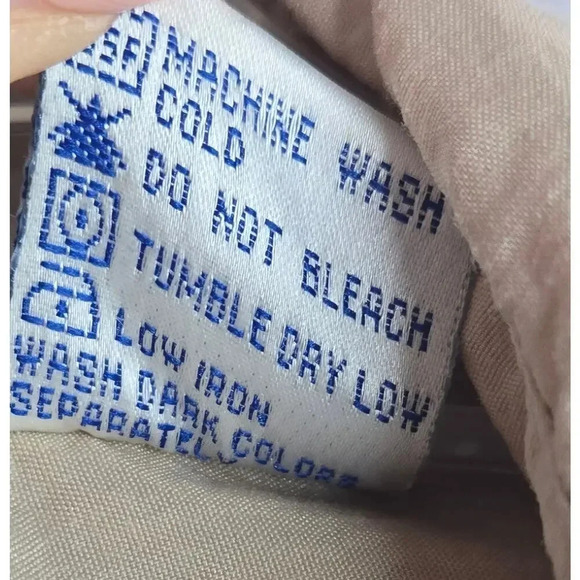 MACHINE WASH
COLD
DO NOT BLEACH
TUMBLE DRY LOW
LOW IRON
WASH DARK COLORS
SEPARATELY